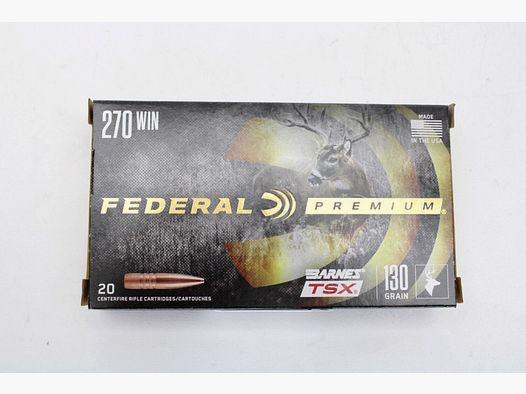 270 WIN
MADE
IN THE USA
FEDERAL PREMIUM®
20
CENTERFIRE RIFLE CARTRIDGES/CARTOUCHES
BARNES
TSX
130
GRAIN